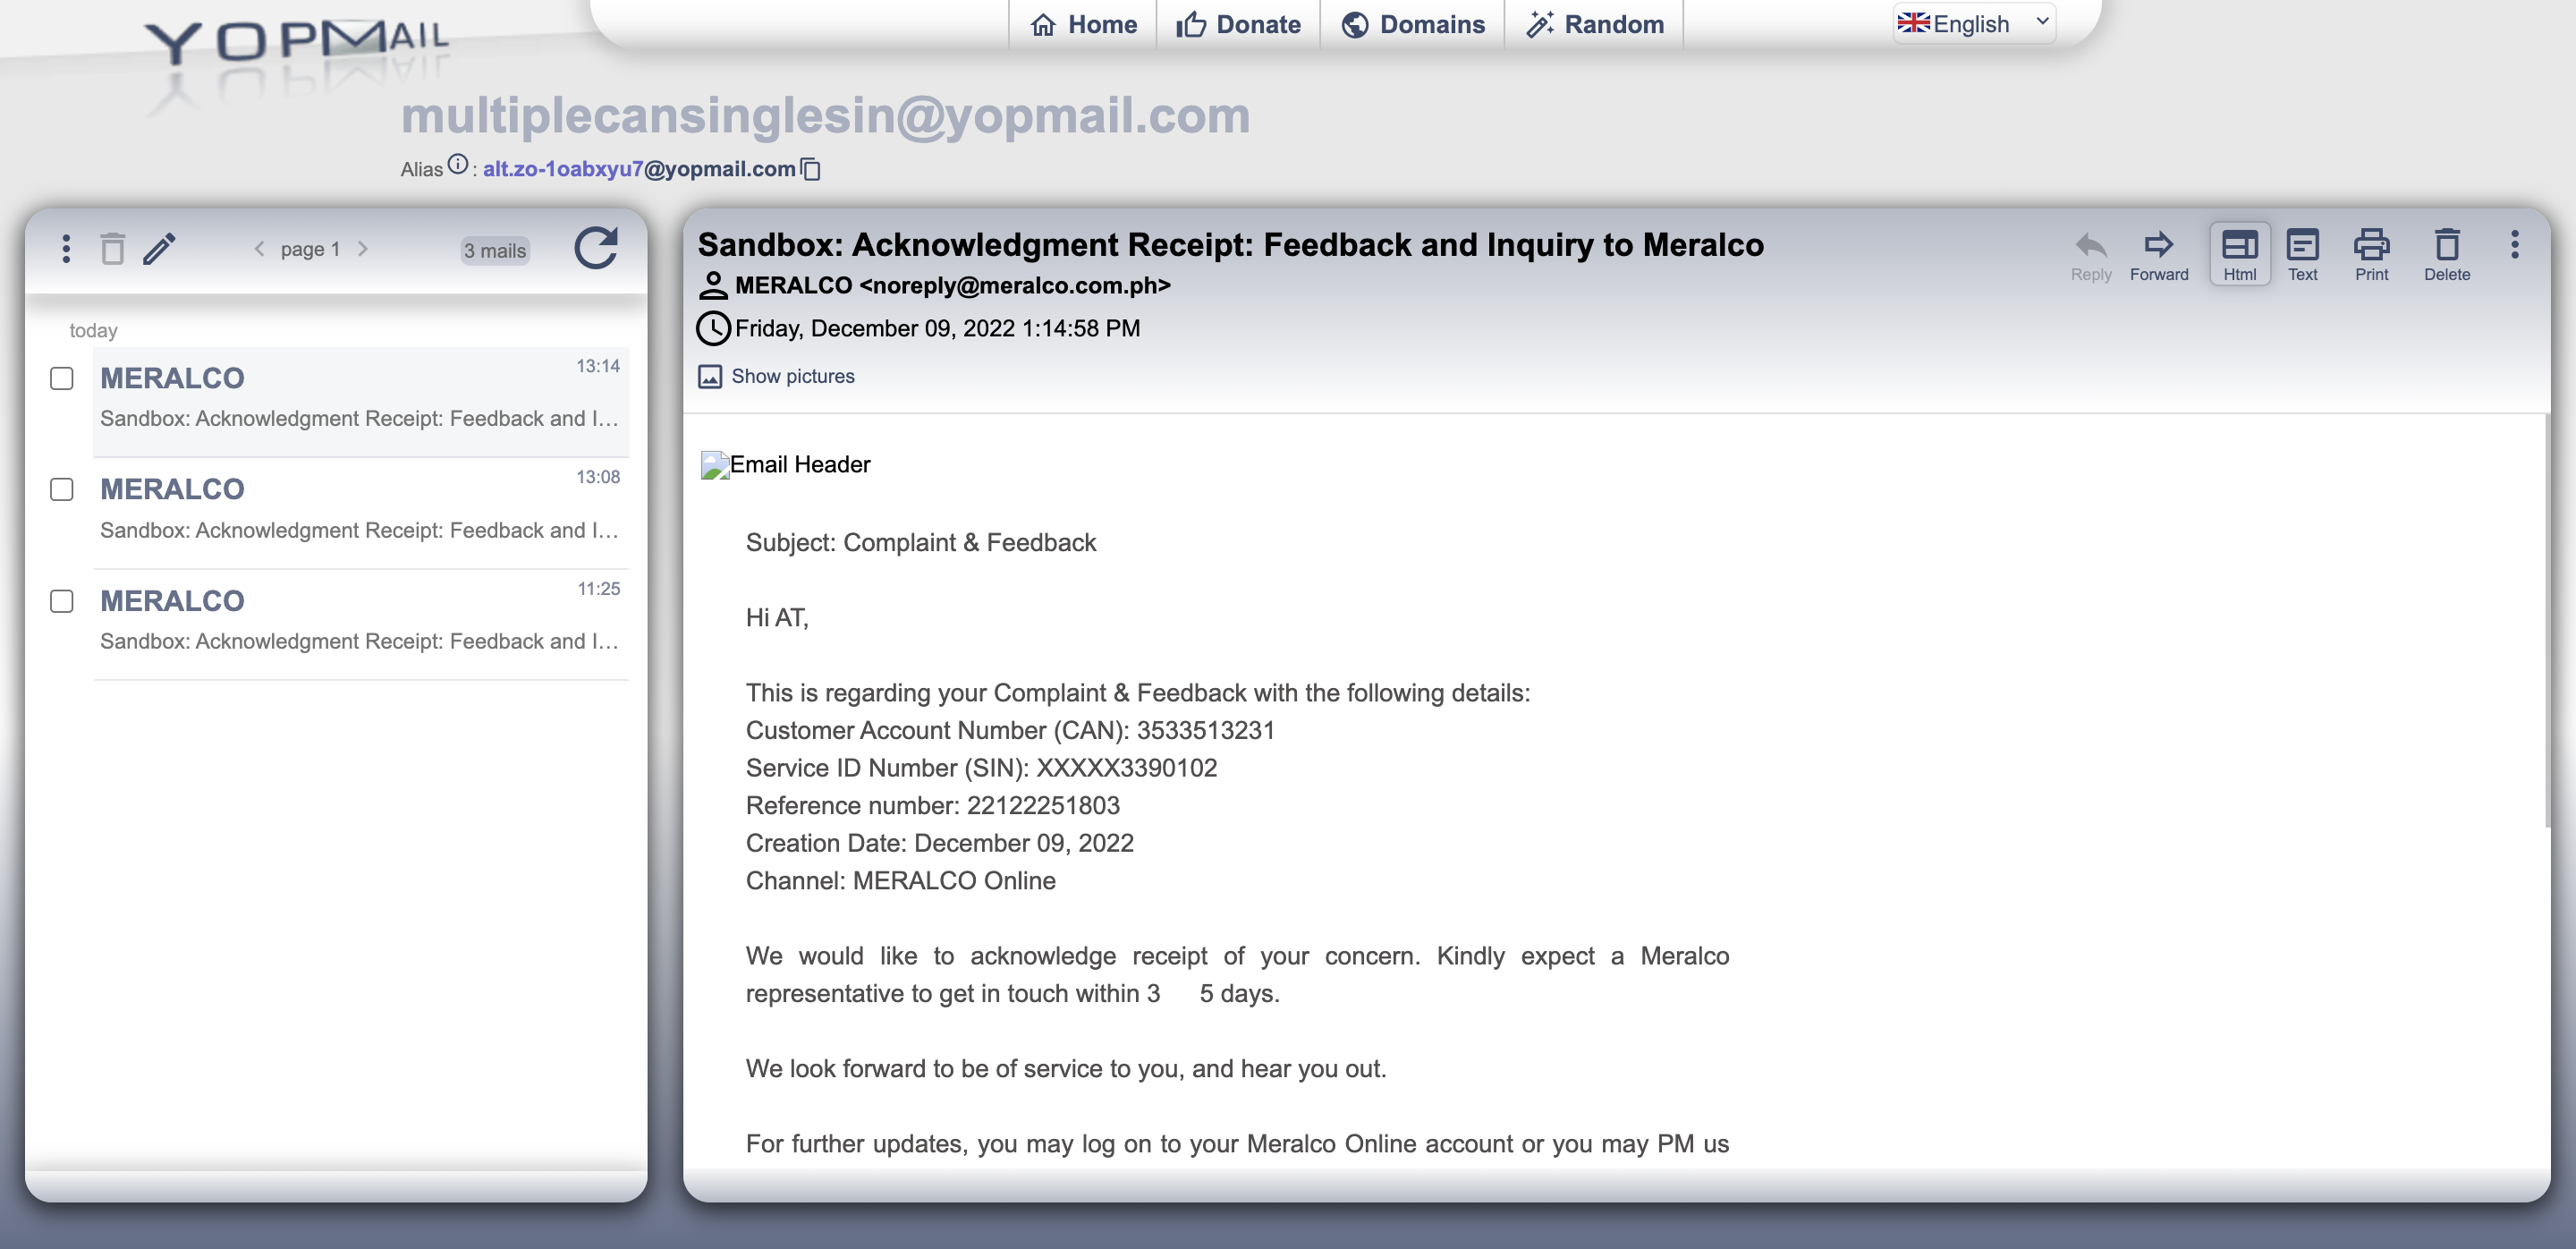 YOPMAIL
Home
Donate
Domains
Random
English
multiplecansinglesin@yopmail.com
Alias : alt.zo-1oabxyu7@yopmail.com
page 1
3 mails
today
MERALCO
13:14
Sandbox: Acknowledgment Receipt: Feedback and I...
MERALCO
13:08
Sandbox: Acknowledgment Receipt: Feedback and I...
MERALCO
11:25
Sandbox: Acknowledgment Receipt: Feedback and I...
Sandbox: Acknowledgment Receipt: Feedback and Inquiry to Meralco
MERALCO <noreply@meralco.com.ph>
Friday, December 09, 2022 1:14:58 PM
Show pictures
Reply
Forward
Html
Text
Print
Delete
Email Header
Subject: Complaint & Feedback
Hi AT,
This is regarding your Complaint & Feedback with the following details:
Customer Account Number (CAN): 3533513231
Service ID Number (SIN): XXXXX3390102
Reference number: 22122251803
Creation Date: December 09, 2022
Channel: MERALCO Online
We would like to acknowledge receipt of your concern. Kindly expect a Meralco
representative to get in touch within 3 5 days.
We look forward to be of service to you, and hear you out.
For further updates, you may log on to your Meralco Online account or you may PM us